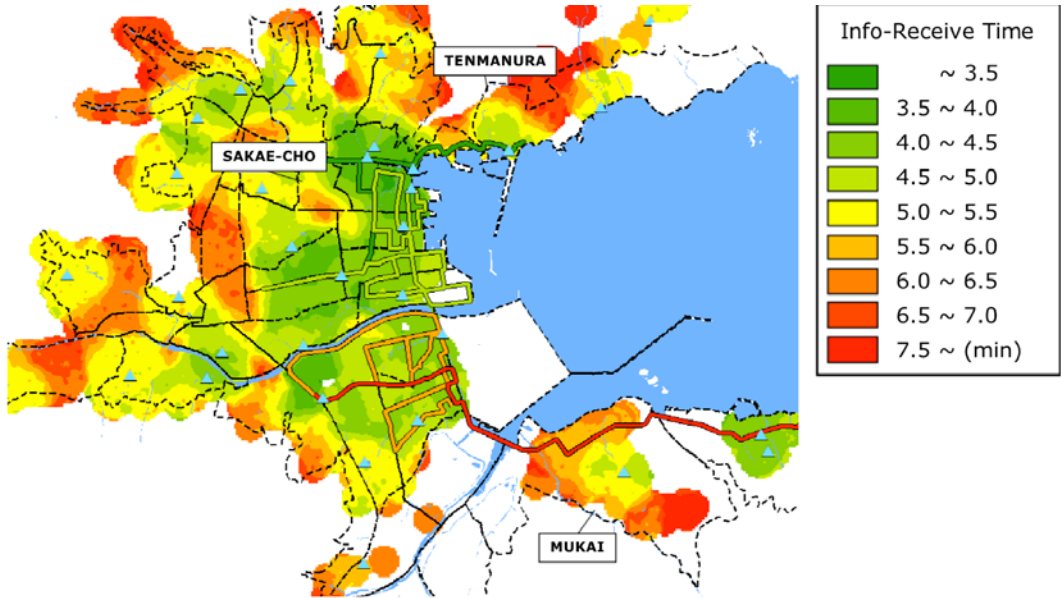 TENMANURA
SAKAE-CHO
MUKAI
Info-Receive Time
~ 3.5
3.5 ~ 4.0
4.0 ~ 4.5
4.5 ~ 5.0
5.0 ~ 5.5
5.5 ~ 6.0
6.0 ~ 6.5
6.5 ~ 7.0
7.5 ~ (min)